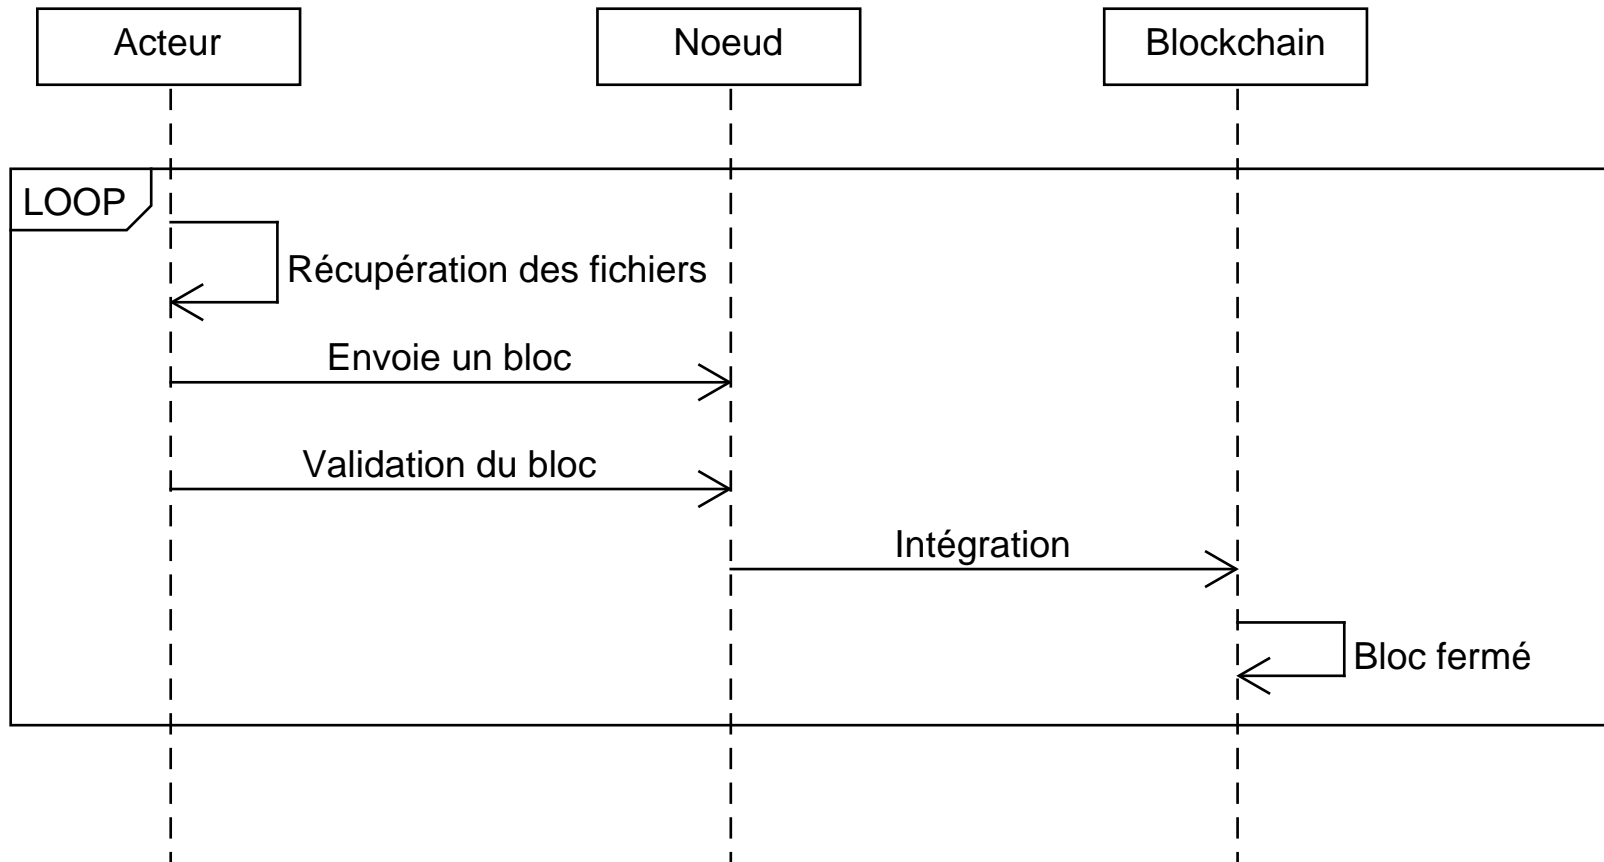 Acteur
Noeud
Blockchain
LOOP
Récupération des fichiers
Envoie un bloc
Validation du bloc
Intégration
Bloc fermé